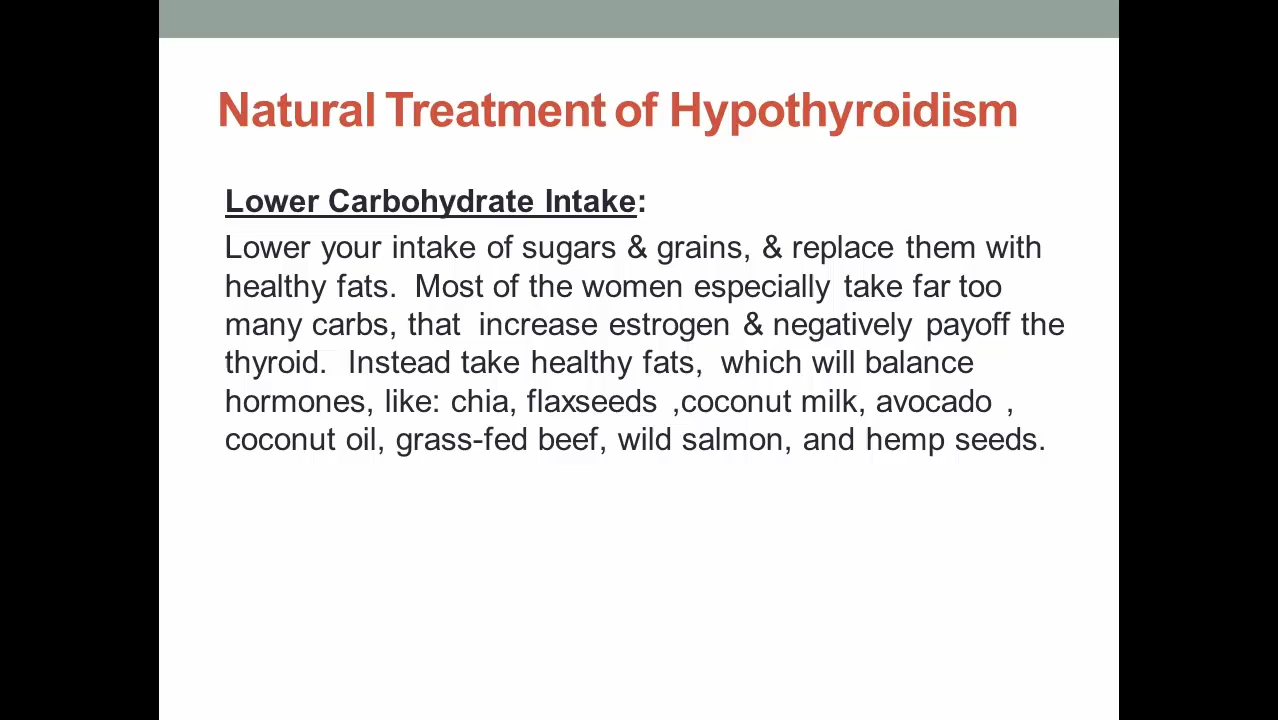 Natural Treatment of Hypothyroidism
Lower Carbohydrate Intake:
Lower your intake of sugars & grains, & replace them with
healthy fats.  Most of the women especially  take far too
many carbs, that  increase estrogen & negatively payoff the
thyroid.  Instead take healthy fats,  which will balance
hormones, like: chia, flaxseeds  ,coconut milk, avocado  ,
coconut oil, grass-fed beef, wild salmon, and hemp seeds.